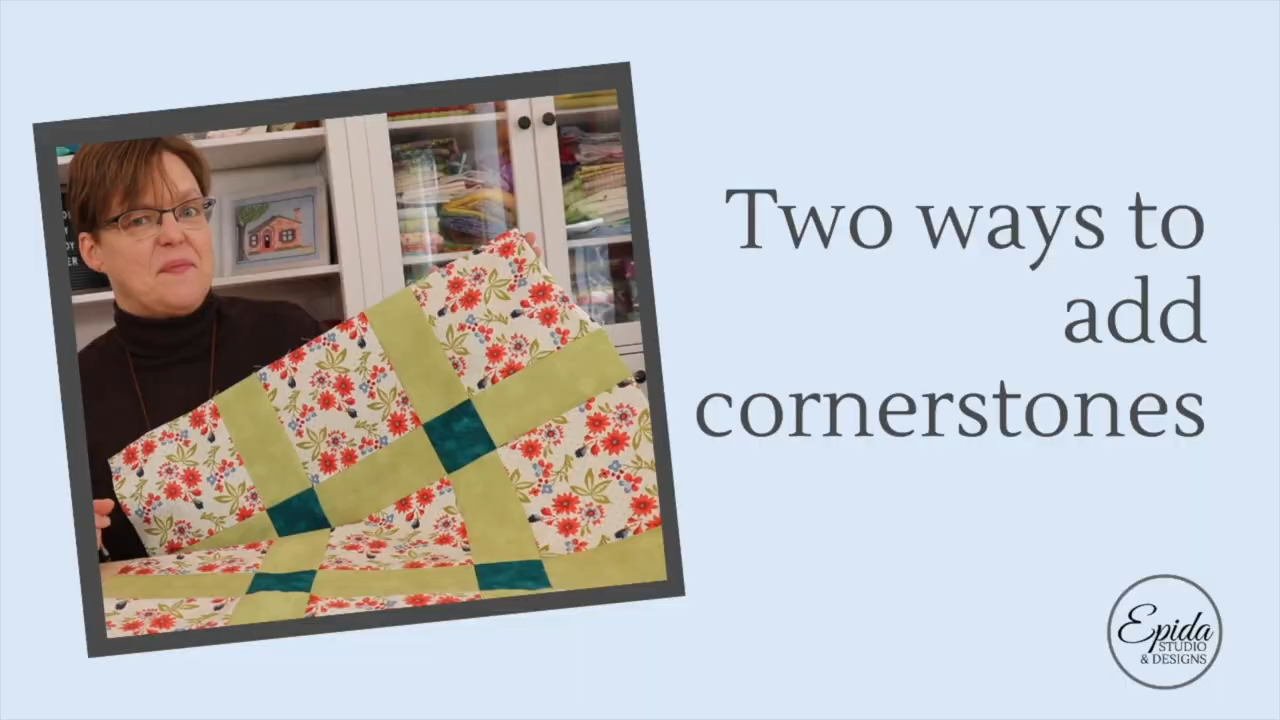 Two ways to
add
cornerstones
Epida
STUDIO
& DESIGNS